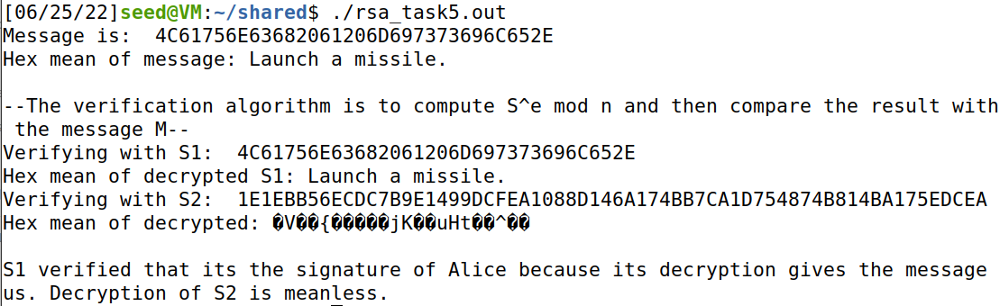 [06/25/22]seed@VM:~/shared$ ./rsa_task5.out
Message is:  4C61756E63682061206D697373696C652E
Hex mean of message: Launch a missile.

--The verification algorithm is to compute S^e mod n and then compare the result with
 the message M--
Verifying with S1:  4C61756E63682061206D697373696C652E
Hex mean of decrypted S1: Launch a missile.
Verifying with S2:  1E1EBB56ECDC7B9E1499DCFEA1088D146A174BB7CA1D754874B814BA175EDCEA
Hex mean of decrypted: �V��{�����jK��uHt��^��

S1 verified that its the signature of Alice because its decryption gives the message
us. Decryption of S2 is meanless.